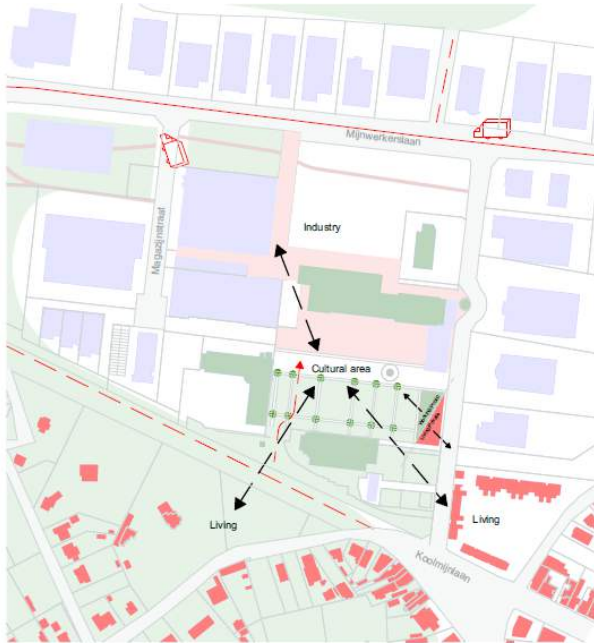 Mijnwerkerslaan
Magazijnstraat
Industry
Cultural area
Living
Living
Koolmijnlaan